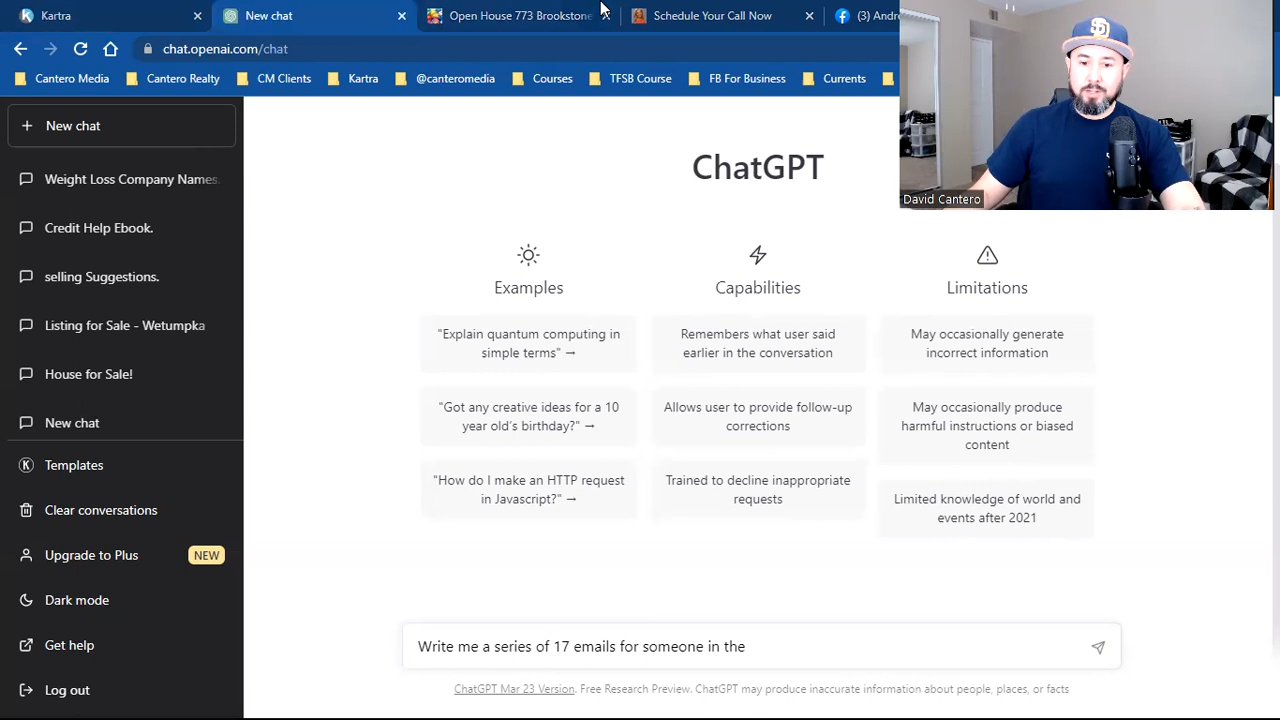 Kartra
New chat
Open House 773 Brookstone
Schedule Your Call Now
(3) Andre
chat.openai.com/chat
Cantero Media
Cantero Realty
CM Clients
Kartra
@canteromedia
Courses
TFSB Course
FB For Business
Currents
SD
David Cantero
+ New chat
Weight Loss Company Names.
Credit Help Ebook.
selling Suggestions.
Listing for Sale - Wetumpka
House for Sale!
New chat
Templates
Clear conversations
Upgrade to Plus
NEW
Dark mode
Get help
Log out
ChatGPT
Examples
"Explain quantum computing in
simple terms" →
"Got any creative ideas for a 10
year old's birthday?" →
"How do I make an HTTP request
in Javascript?" →
Capabilities
Remembers what user said
earlier in the conversation
Allows user to provide follow-up
corrections
Trained to decline inappropriate
requests
Limitations
May occasionally generate
incorrect information
May occasionally produce
harmful instructions or biased
content
Limited knowledge of world and
events after 2021
Write me a series of 17 emails for someone in the
ChatGPT Mar 23 Version. Free Research Preview. ChatGPT may produce inaccurate information about people, places, or facts